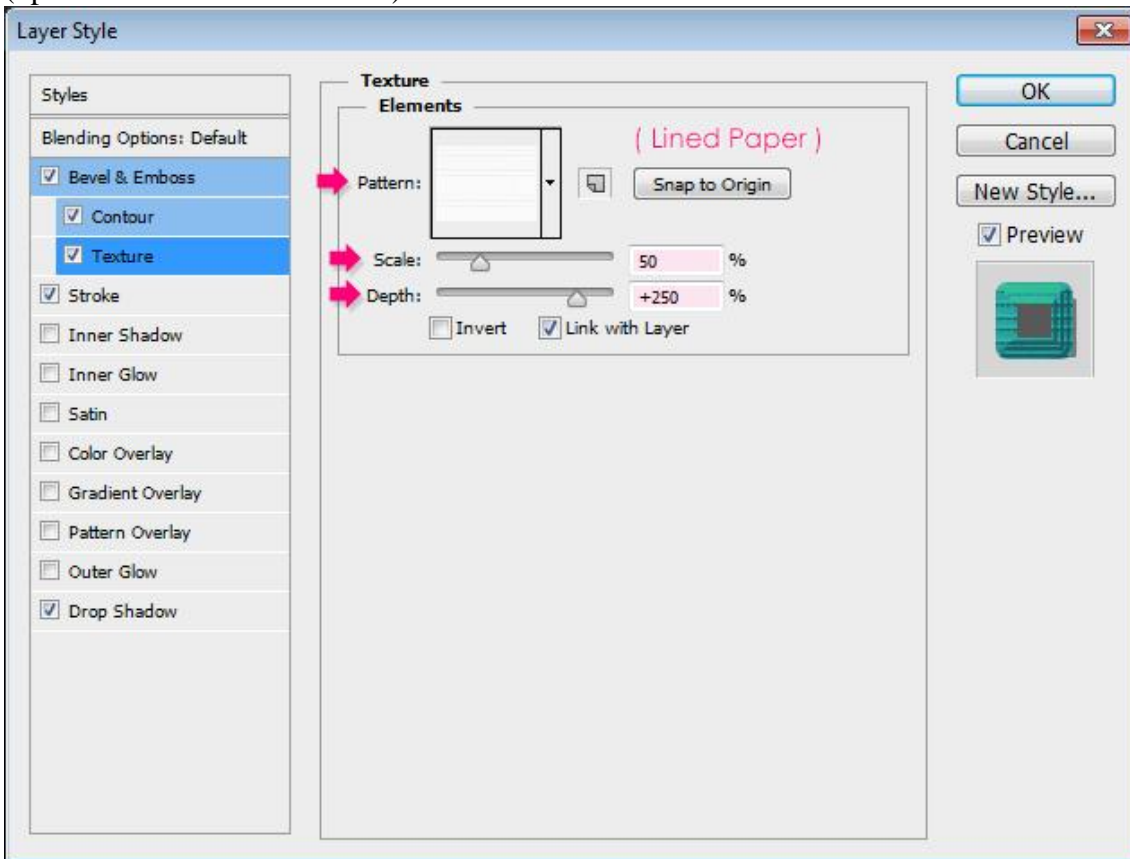 Layer Style
Styles
Blending Options: Default
Bevel & Emboss
Contour
Texture
Stroke
Inner Shadow
Inner Glow
Satin
Color Overlay
Gradient Overlay
Pattern Overlay
Outer Glow
Drop Shadow
Texture
Elements
( Lined Paper )
Pattern:
Snap to Origin
Scale: 50 %
Depth: +250 %
Invert Link with Layer
OK
Cancel
New Style...
Preview